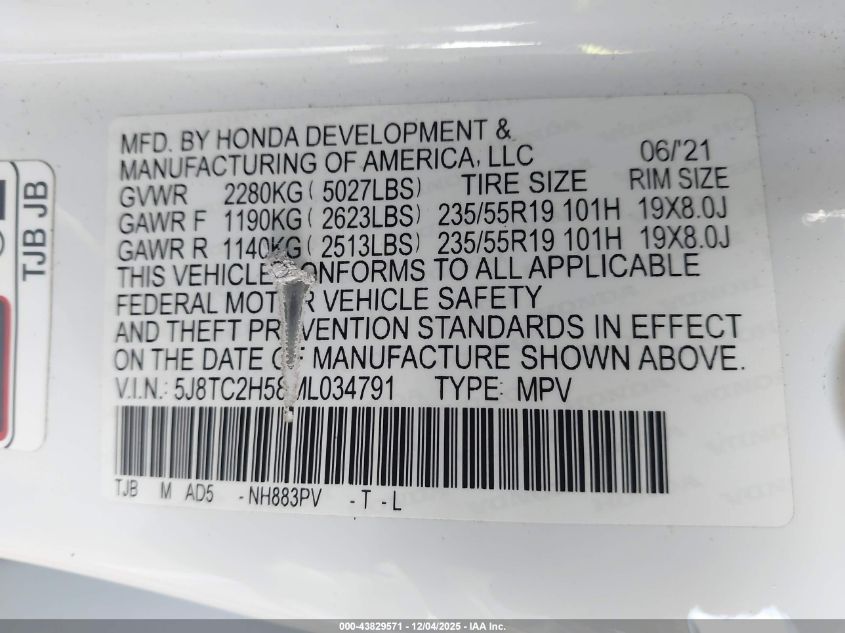 MFD. BY HONDA DEVELOPMENT &
MANUFACTURING OF AMERICA, LLC 06/'21
GVWR 2280KG ( 5027LBS) TIRE SIZE RIM SIZE
GAWR F 1190KG ( 2623LBS) 235/55R19 101H 19X8.0J
GAWR R 1140KG ( 2513LBS) 235/55R19 101H 19X8.0J
THIS VEHICLE CONFORMS TO ALL APPLICABLE
FEDERAL MOTOR VEHICLE SAFETY
AND THEFT PREVENTION STANDARDS IN EFFECT
ON THE DATE OF MANUFACTURE SHOWN ABOVE.
V.I.N.: 5J8TC2H58ML034791 TYPE: MPV
TJB M AD5 - NH883PV - T - L
TJB JB
000-43829571 - 12/04/2025 - IAA Inc.